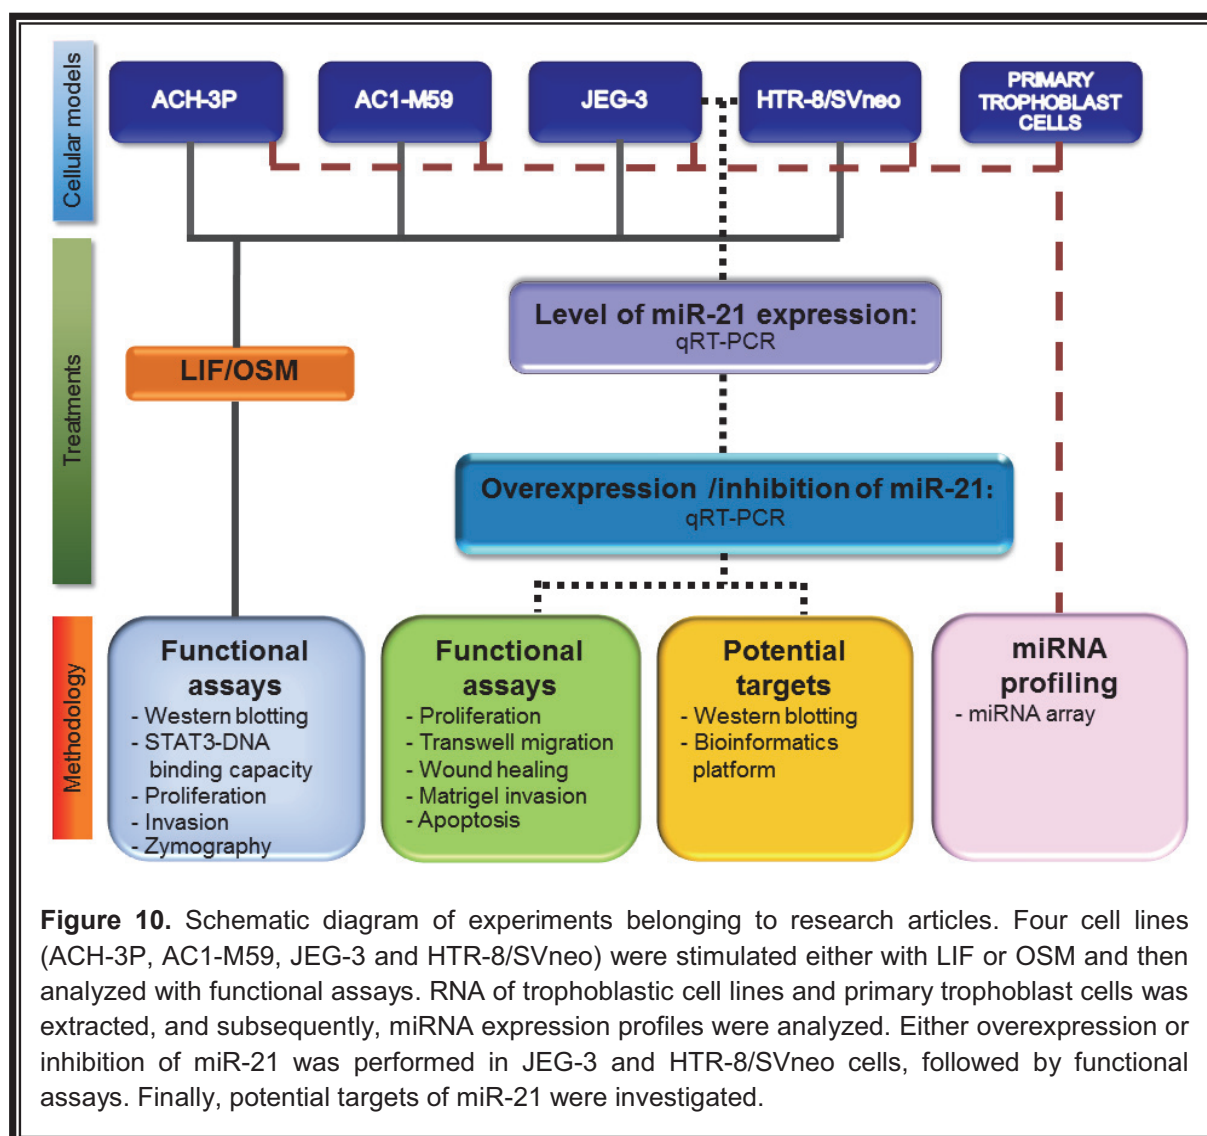 Cellular models
ACH-3P
AC1-M59
JEG-3
HTR-8/SVneo
PRIMARY
TROPHOBLAST
CELLS
Treatments
LIF/OSM
Level of miR-21 expression:
qRT-PCR
Overexpression /inhibition of miR-21:
qRT-PCR
Methodology
Functional
assays
- Western blotting
- STAT3-DNA
binding capacity
- Proliferation
- Invasion
- Zymography
Functional
assays
- Proliferation
- Transwell migration
- Wound healing
- Matrigel invasion
- Apoptosis
Potential
targets
- Western blotting
- Bioinformatics
platform
miRNA
profiling
- miRNA array
Figure 10. Schematic diagram of experiments belonging to research articles. Four cell lines
(ACH-3P, AC1-M59, JEG-3 and HTR-8/SVneo) were stimulated either with LIF or OSM and then
analyzed with functional assays. RNA of trophoblastic cell lines and primary trophoblast cells was
extracted, and subsequently, miRNA expression profiles were analyzed. Either overexpression or
inhibition of miR-21 was performed in JEG-3 and HTR-8/SVneo cells, followed by functional
assays. Finally, potential targets of miR-21 were investigated.